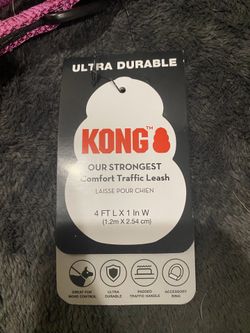 ULTRA DURABLE
KONG™
OUR STRONGEST
Comfort Traffic Leash
LAISSE POUR CHIEN
4 FT L X 1 In W
(1.2m X 2.54 cm)
GREAT FOR
MORE CONTROL
ULTRA
DURABLE
PADDED
TRAFFIC HANDLE
ACCESSORY
RING